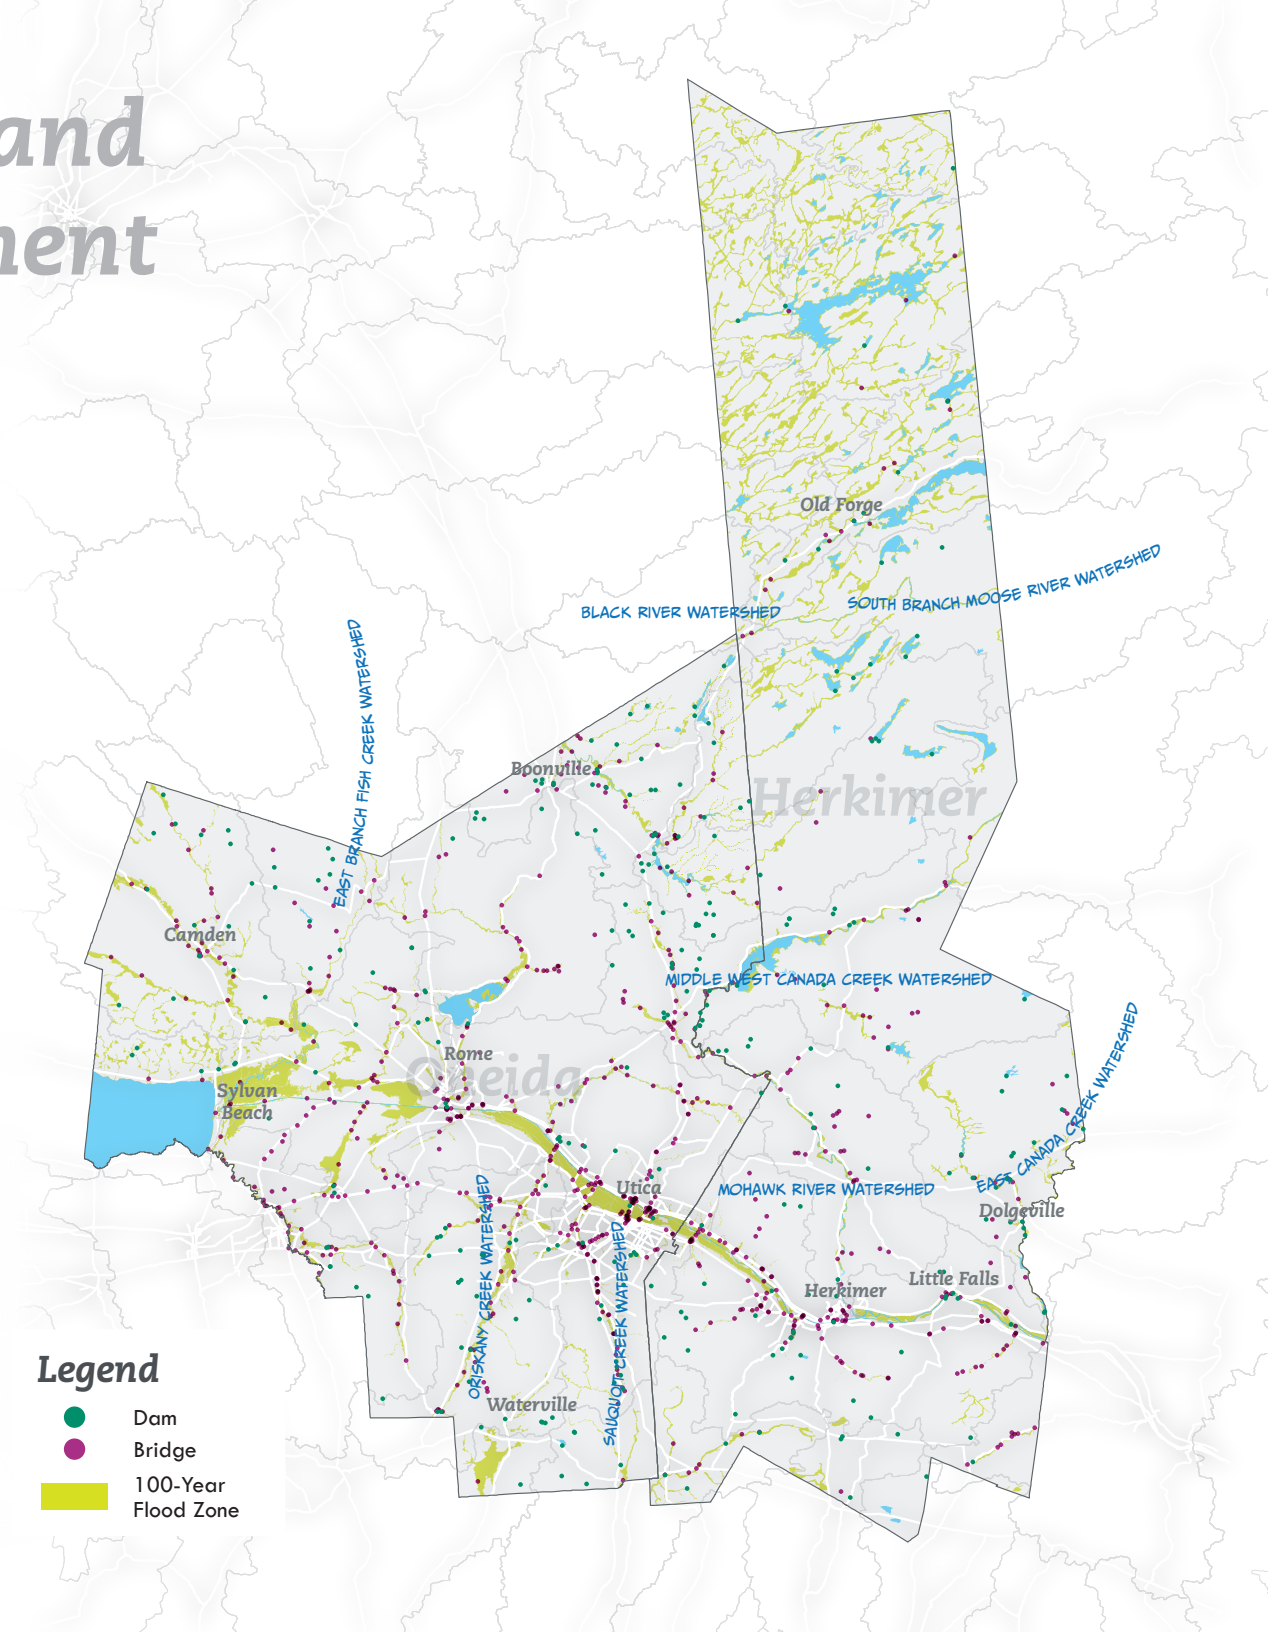 and
ment
Old Forge
BLACK RIVER WATERSHED
SOUTH BRANCH MOOSE RIVER WATERSHED
EAST BRANCH FISH CREEK WATERSHED
Boonville
Herkimer
Camden
MIDDLE WEST CANADA CREEK WATERSHED
Rome
Oneida
Sylvan
Beach
EAST CANADA CREEK WATERSHED
Utica
MOHAWK RIVER WATERSHED
Dolgeville
ORISKANY CREEK WATERSHED
SAUQUOIT CREEK WATERSHED
Herkimer
Little Falls
Waterville
Legend
Dam
Bridge
100-Year
Flood Zone